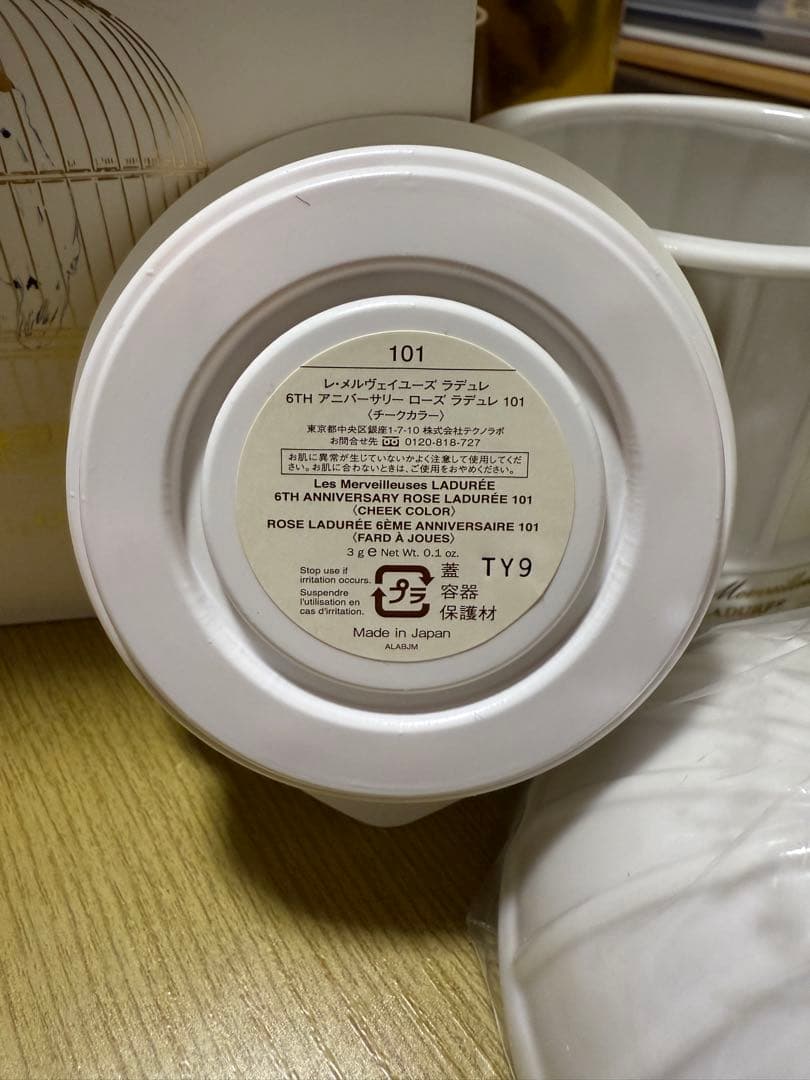 101
レ・メルヴェイユーズ ラデュレ
6TH アニバーサリー ローズ ラデュレ 101
〈チークカラー〉
東京都中央区銀座1-7-10 株式会社テクノラボ
お問合せ先 0120-818-727
お肌に異常が生じていないかよく注意して使用してくだ
さい。お肌に合わないときは、ご使用をおやめください。
Les Merveilleuses LADURÉE
6TH ANNIVERSARY ROSE LADURÉE 101
〈CHEEK COLOR〉
ROSE LADURÉE 6ÈME ANNIVERSAIRE 101
〈FARD À JOUES〉
3 g e Net Wt. 0.1 oz.
Stop use if
irritation occurs.
Suspendre
l'utilisation en
cas d'irritation.
プラ
蓋
容器
保護材
TY9
Made in Japan
ALABJM